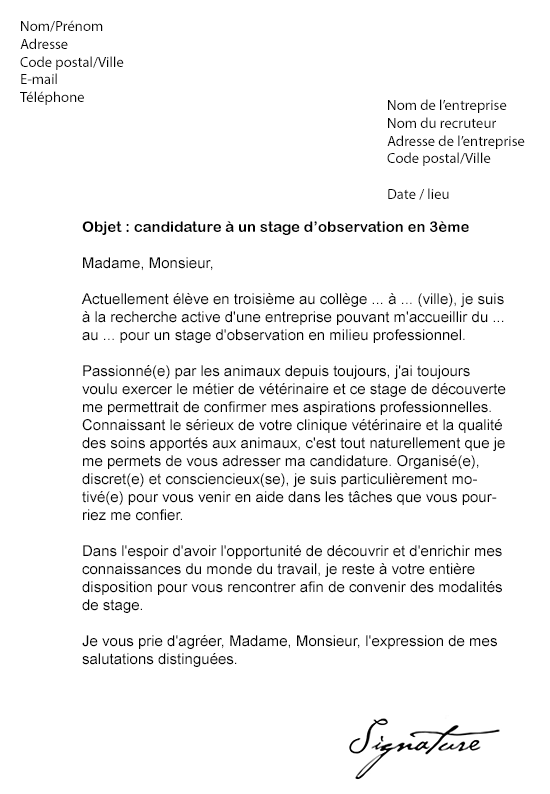 Nom/Prénom
Adresse
Code postal/Ville
E-mail
Téléphone
Nom de l’entreprise
Nom du recruteur
Adresse de l’entreprise
Code postal/Ville
Date / lieu
Objet : candidature à un stage d’observation en 3ème
Madame, Monsieur,
Actuellement élève en troisième au collège ... à ... (ville), je suis
à la recherche active d'une entreprise pouvant m'accueillir du ...
au ... pour un stage d'observation en milieu professionnel.
Passionné(e) par les animaux depuis toujours, j'ai toujours
voulu exercer le métier de vétérinaire et ce stage de découverte
me permettrait de confirmer mes aspirations professionnelles.
Connaissant le sérieux de votre clinique vétérinaire et la qualité
des soins apportés aux animaux, c'est tout naturellement que je
me permets de vous adresser ma candidature. Organisé(e),
discret(e) et consciencieux(se), je suis particulièrement mo-
tivé(e) pour vous venir en aide dans les tâches que vous pour-
riez me confier.
Dans l'espoir d'avoir l'opportunité de découvrir et d'enrichir mes
connaissances du monde du travail, je reste à votre entière
disposition pour vous rencontrer afin de convenir des modalités
de stage.
Je vous prie d'agréer, Madame, Monsieur, l'expression de mes
salutations distinguées.
Signature